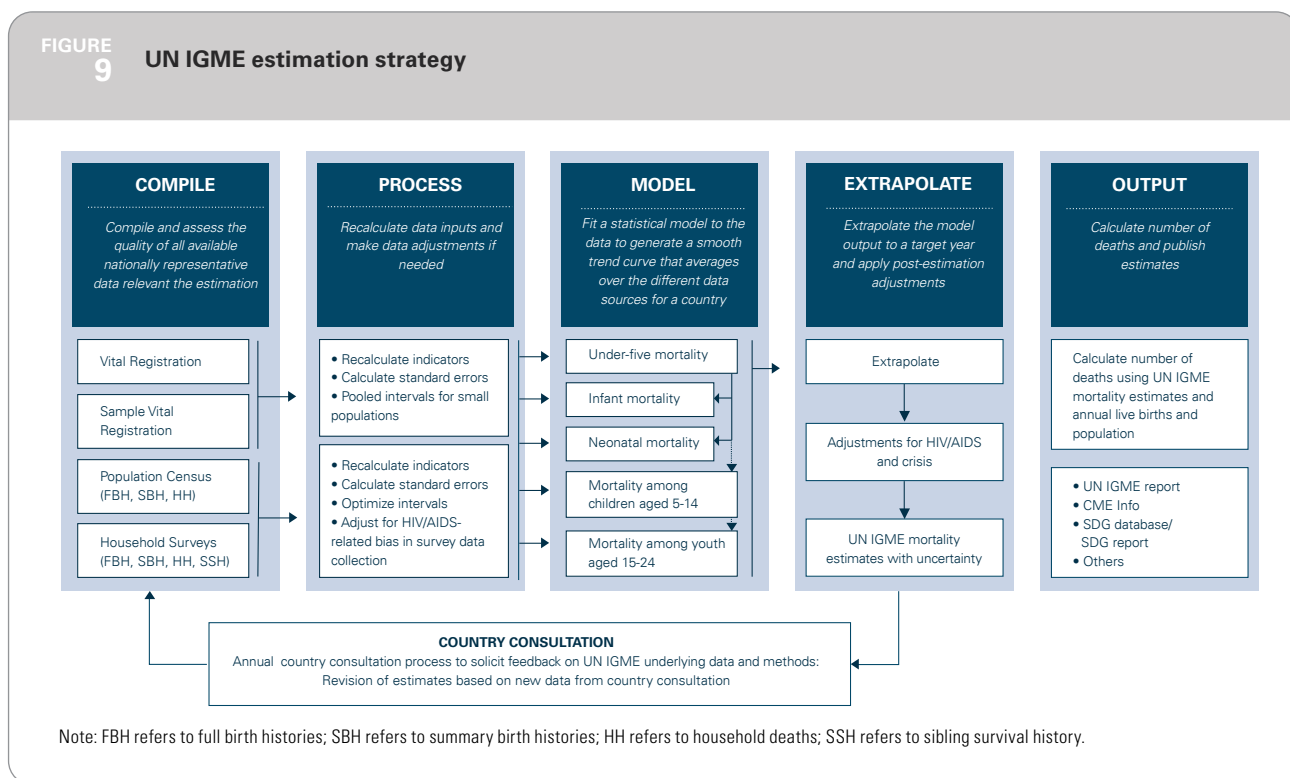 FIGURE
9
UN IGME estimation strategy
COMPILE
Compile and assess the
quality of all available
nationally representative
data relevant the estimation
Vital Registration
Sample Vital
Registration
Population Census
(FBH, SBH, HH)
Household Surveys
(FBH, SBH, HH, SSH)
PROCESS
Recalculate data inputs and
make data adjustments if
needed
• Recalculate indicators
• Calculate standard errors
• Pooled intervals for small
populations
• Recalculate indicators
• Calculate standard errors
• Optimize intervals
• Adjust for HIV/AIDS-
related bias in survey data
collection
MODEL
Fit a statistical model to the
data to generate a smooth
trend curve that averages
over the different data
sources for a country
Under-five mortality
Infant mortality
Neonatal mortality
Mortality among
children aged 5-14
Mortality among youth
aged 15-24
EXTRAPOLATE
Extrapolate the model
output to a target year
and apply post-estimation
adjustments
Extrapolate
Adjustments for HIV/AIDS
and crisis
UN IGME mortality
estimates with uncertainty
OUTPUT
Calculate number of
deaths and publish
estimates
Calculate number of
deaths using UN IGME
mortality estimates and
annual live births and
population
• UN IGME report
• CME Info
• SDG database/
SDG report
• Others
COUNTRY CONSULTATION
Annual country consultation process to solicit feedback on UN IGME underlying data and methods:
Revision of estimates based on new data from country consultation
Note: FBH refers to full birth histories; SBH refers to summary birth histories; HH refers to household deaths; SSH refers to sibling survival history.